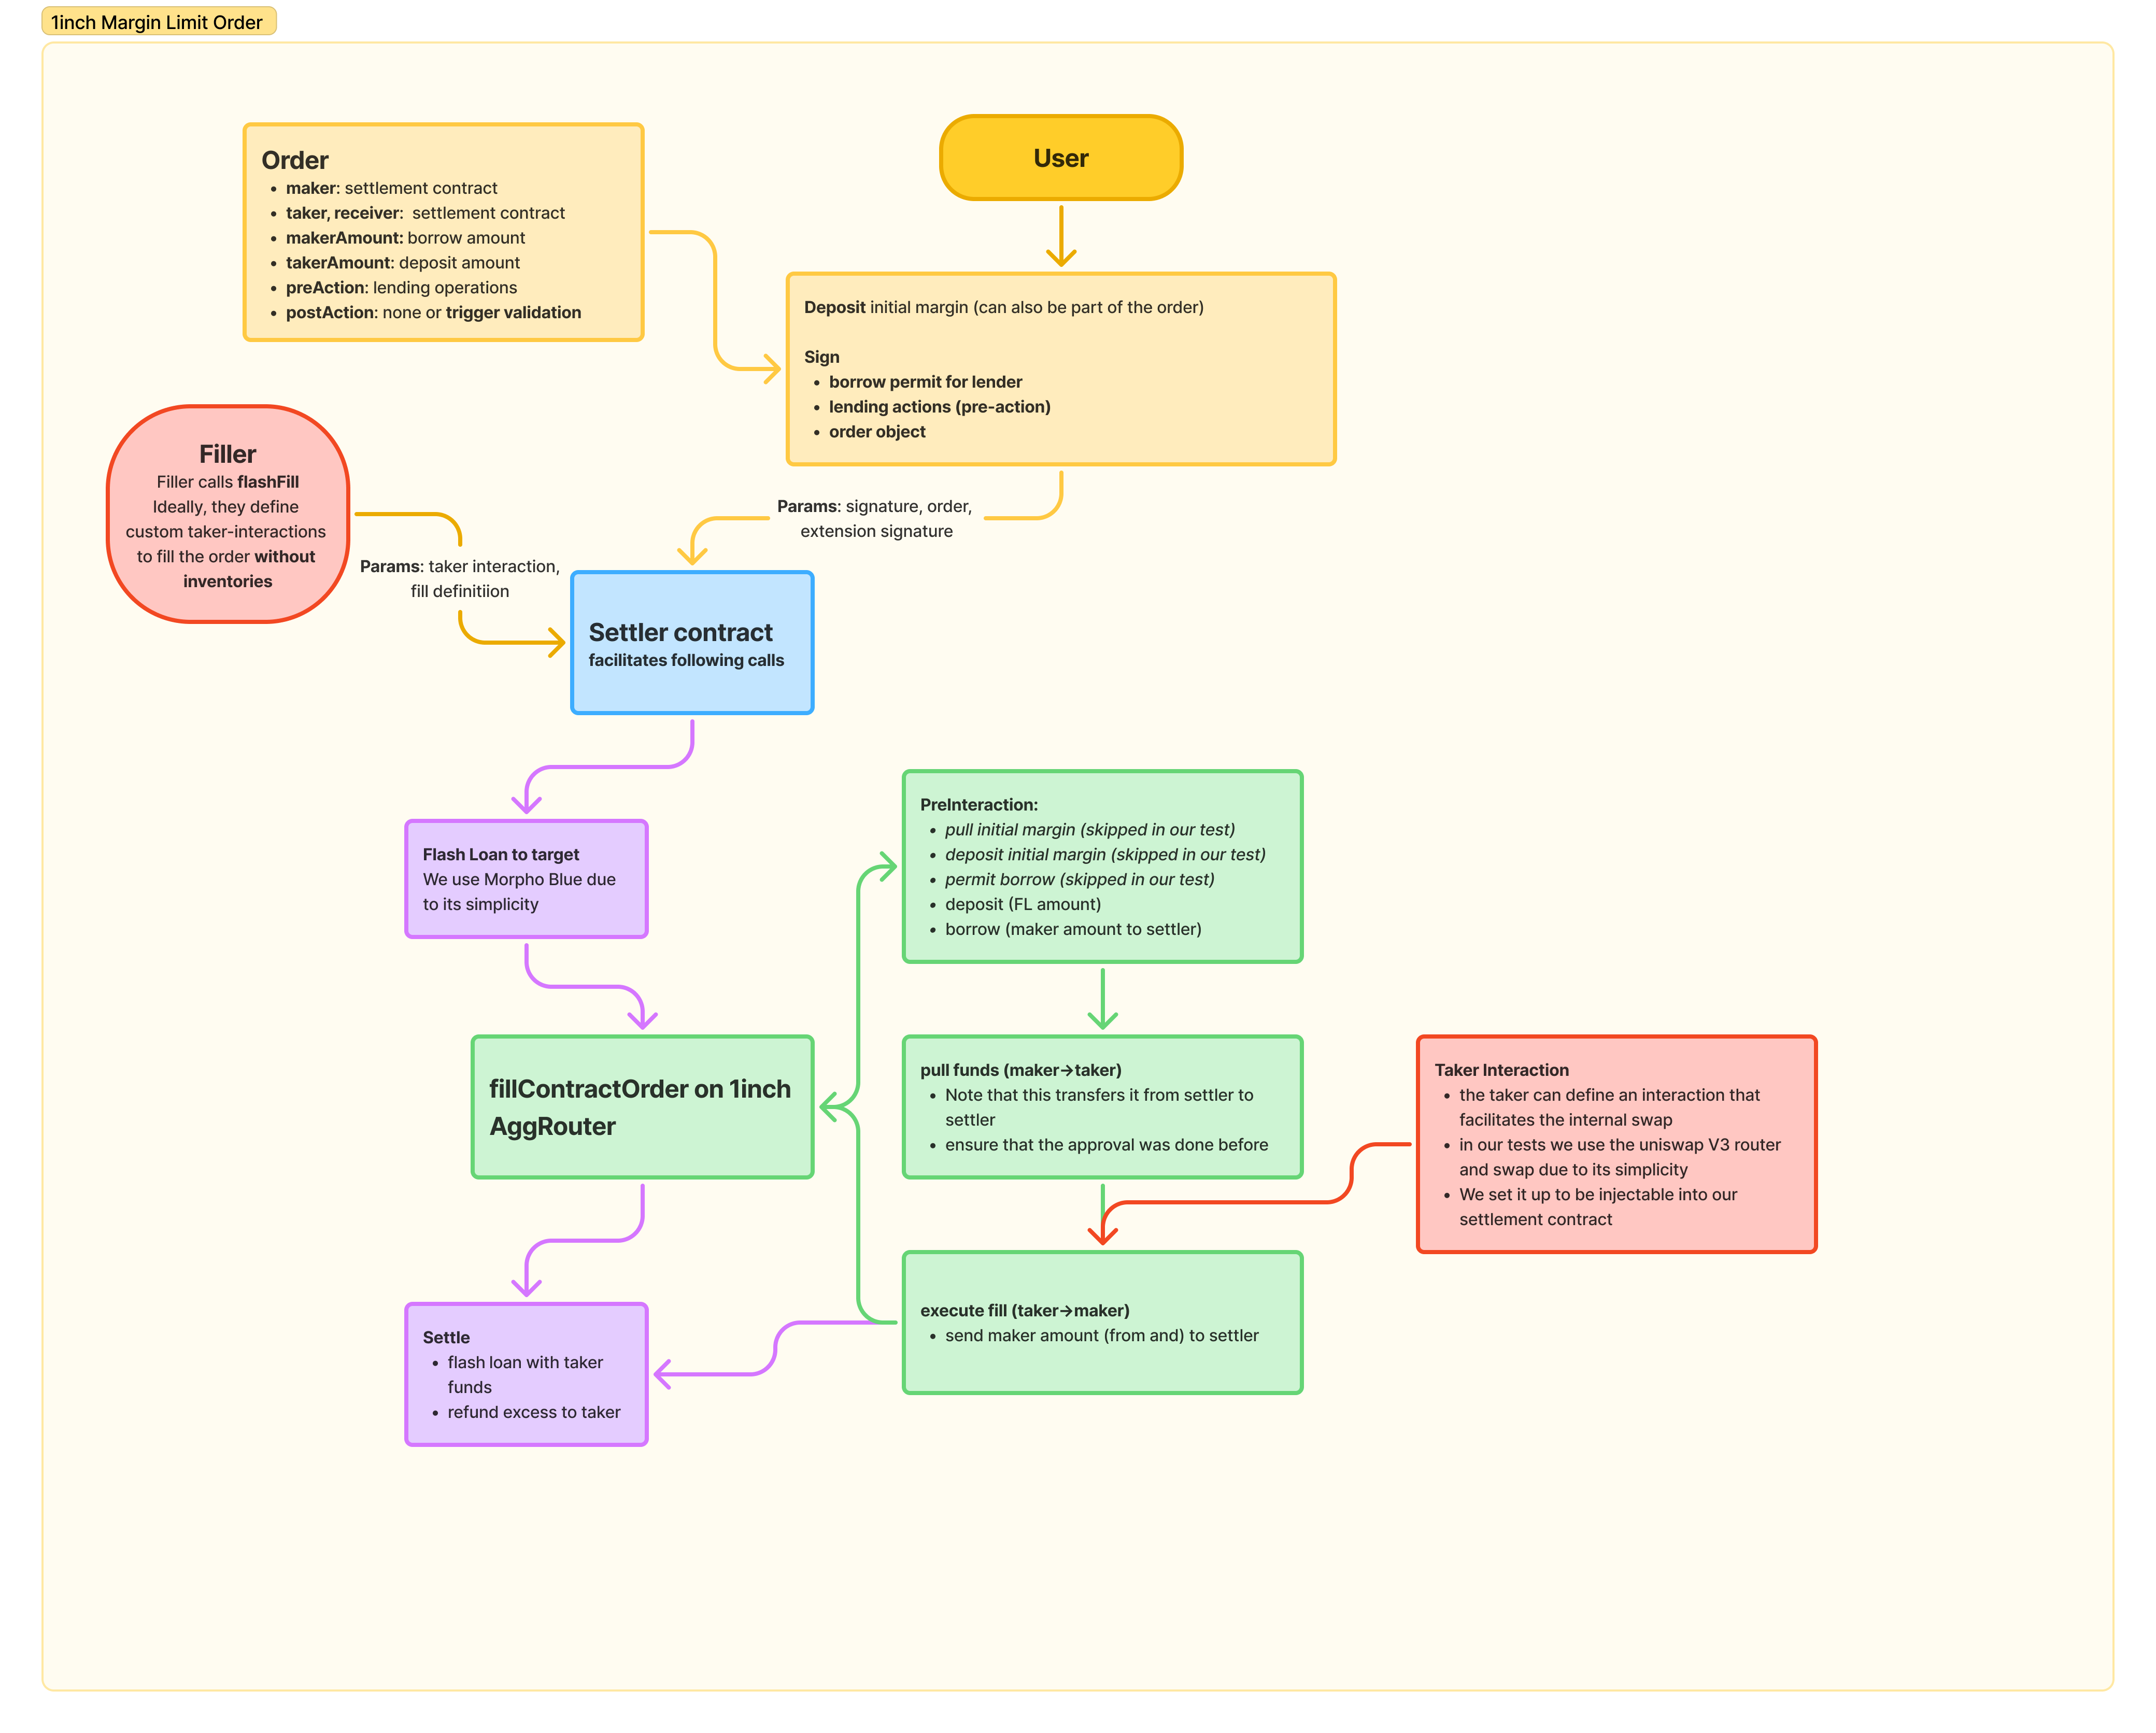 1inch Margin Limit Order
Order
• maker: settlement contract
• taker, receiver: settlement contract
• makerAmount: borrow amount
• takerAmount: deposit amount
• preAction: lending operations
• postAction: none or trigger validation
User
Deposit initial margin (can also be part of the order)
Sign
• borrow permit for lender
• lending actions (pre-action)
• order object
Filler
Filler calls flashFill
Ideally, they define
custom taker-interactions
to fill the order without
inventories
Params: signature, order,
extension signature
Params: taker interaction,
fill definitiion
Settler contract
facilitates following calls
Flash Loan to target
We use Morpho Blue due
to its simplicity
PreInteraction:
• pull initial margin (skipped in our test)
• deposit initial margin (skipped in our test)
• permit borrow (skipped in our test)
• deposit (FL amount)
• borrow (maker amount to settler)
fillContractOrder on 1inch
AggRouter
pull funds (maker→taker)
• Note that this transfers it from settler to
settler
• ensure that the approval was done before
Taker Interaction
• the taker can define an interaction that
facilitates the internal swap
• in our tests we use the uniswap V3 router
and swap due to its simplicity
• We set it up to be injectable into our
settlement contract
execute fill (taker→maker)
• send maker amount (from and) to settler
Settle
• flash loan with taker
funds
• refund excess to taker